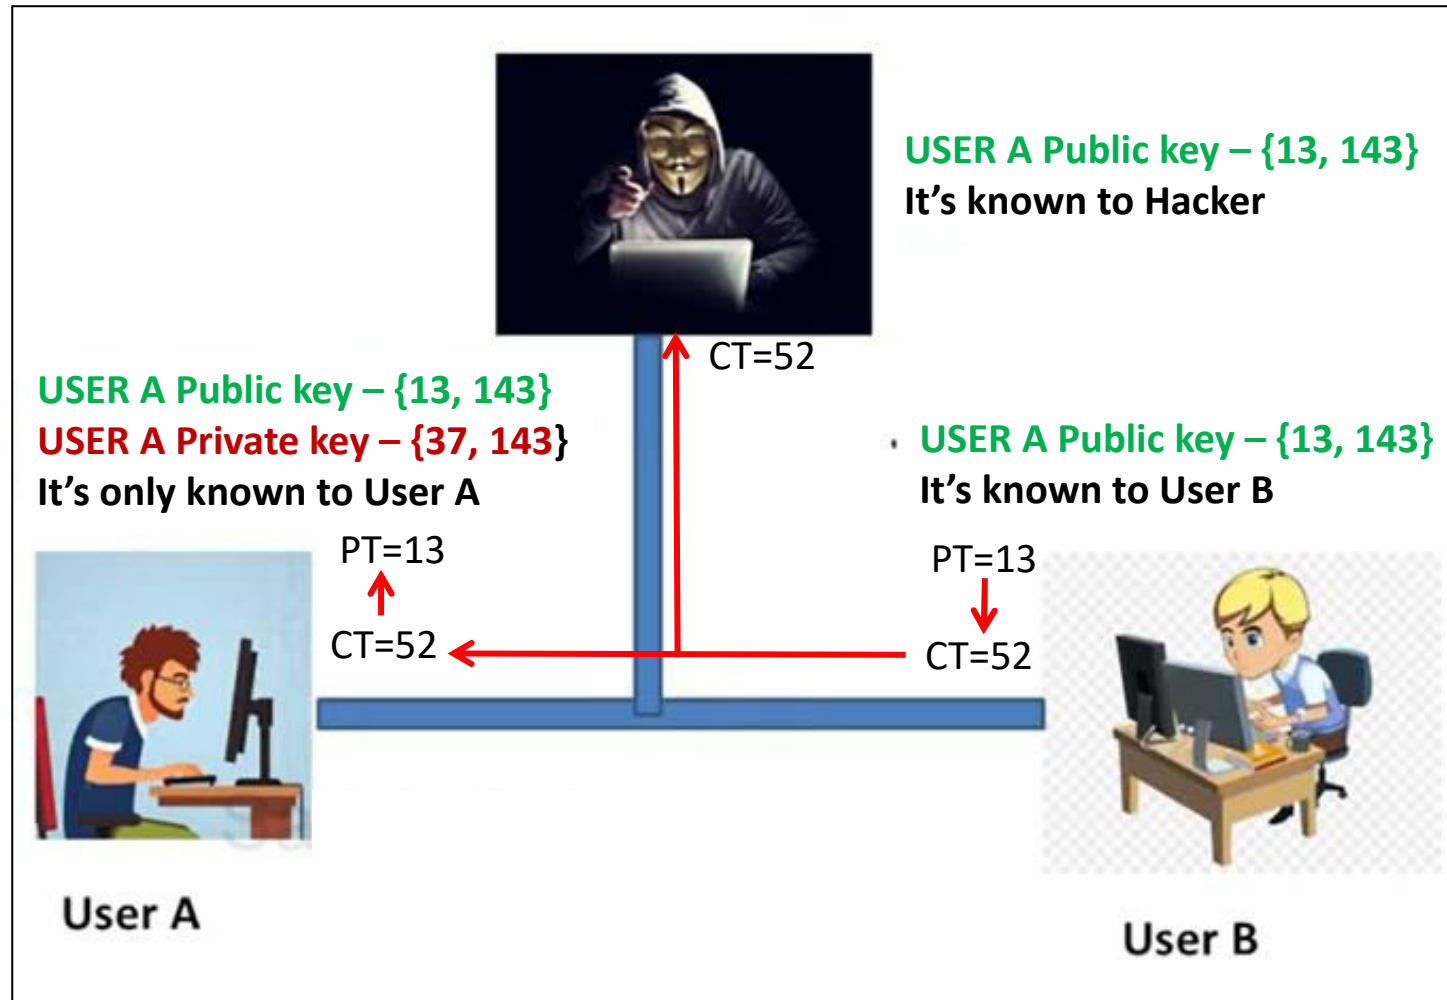 USER A Public key – {13, 143}
It’s known to Hacker
CT=52
USER A Public key – {13, 143}
USER A Private key – {37, 143}
It’s only known to User A
USER A Public key – {13, 143}
It’s known to User B
PT=13
PT=13
CT=52
CT=52
User A
User B